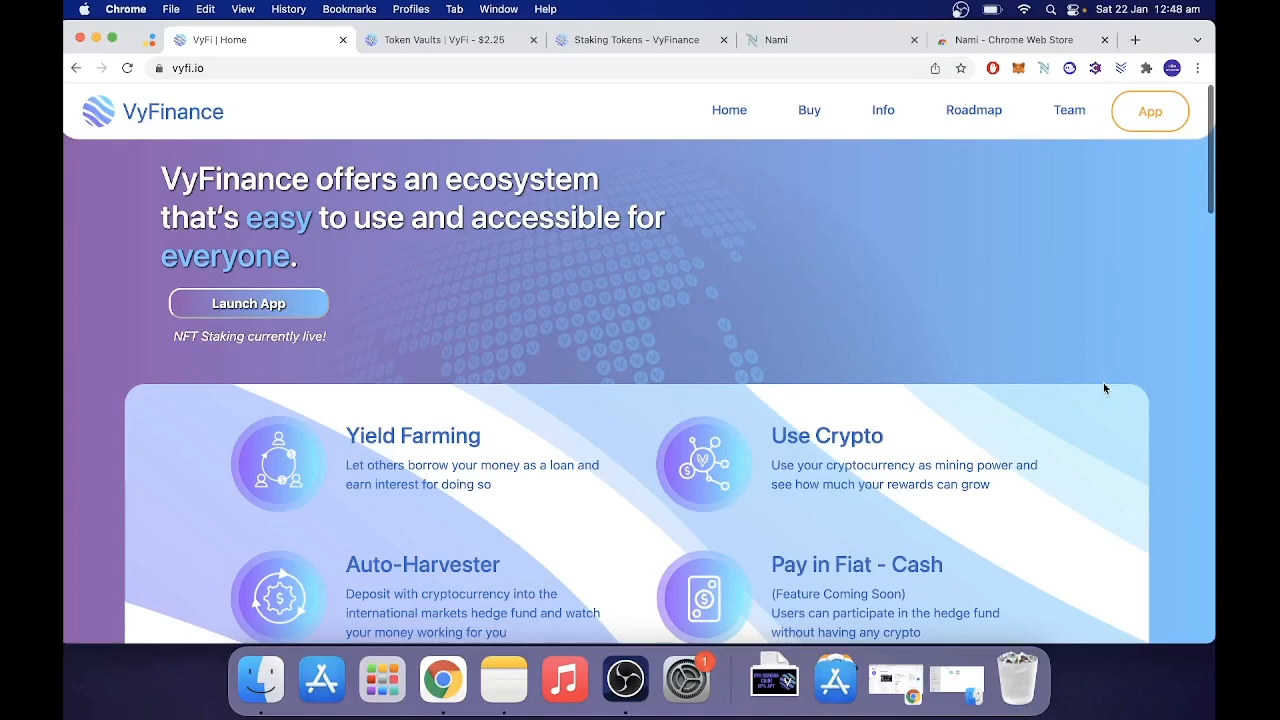 Chrome File Edit View History Bookmarks Profiles Tab Window Help Sat 22 Jan 12:48 am
VyFi | Home Token Vaults | VyFi - $2.25 Staking Tokens - VyFinance Nami Nami - Chrome Web Store
vyfi.io
VyFinance Home Buy Info Roadmap Team App
VyFinance offers an ecosystem
that's easy to use and accessible for
everyone.
Launch App
NFT Staking currently live!
Yield Farming
Let others borrow your money as a loan and
earn interest for doing so
Use Crypto
Use your cryptocurrency as mining power and
see how much your rewards can grow
Auto-Harvester
Deposit with cryptocurrency into the
international markets hedge fund and watch
your money working for you
Pay in Fiat - Cash
(Feature Coming Soon)
Users can participate in the hedge fund
without having any crypto
1